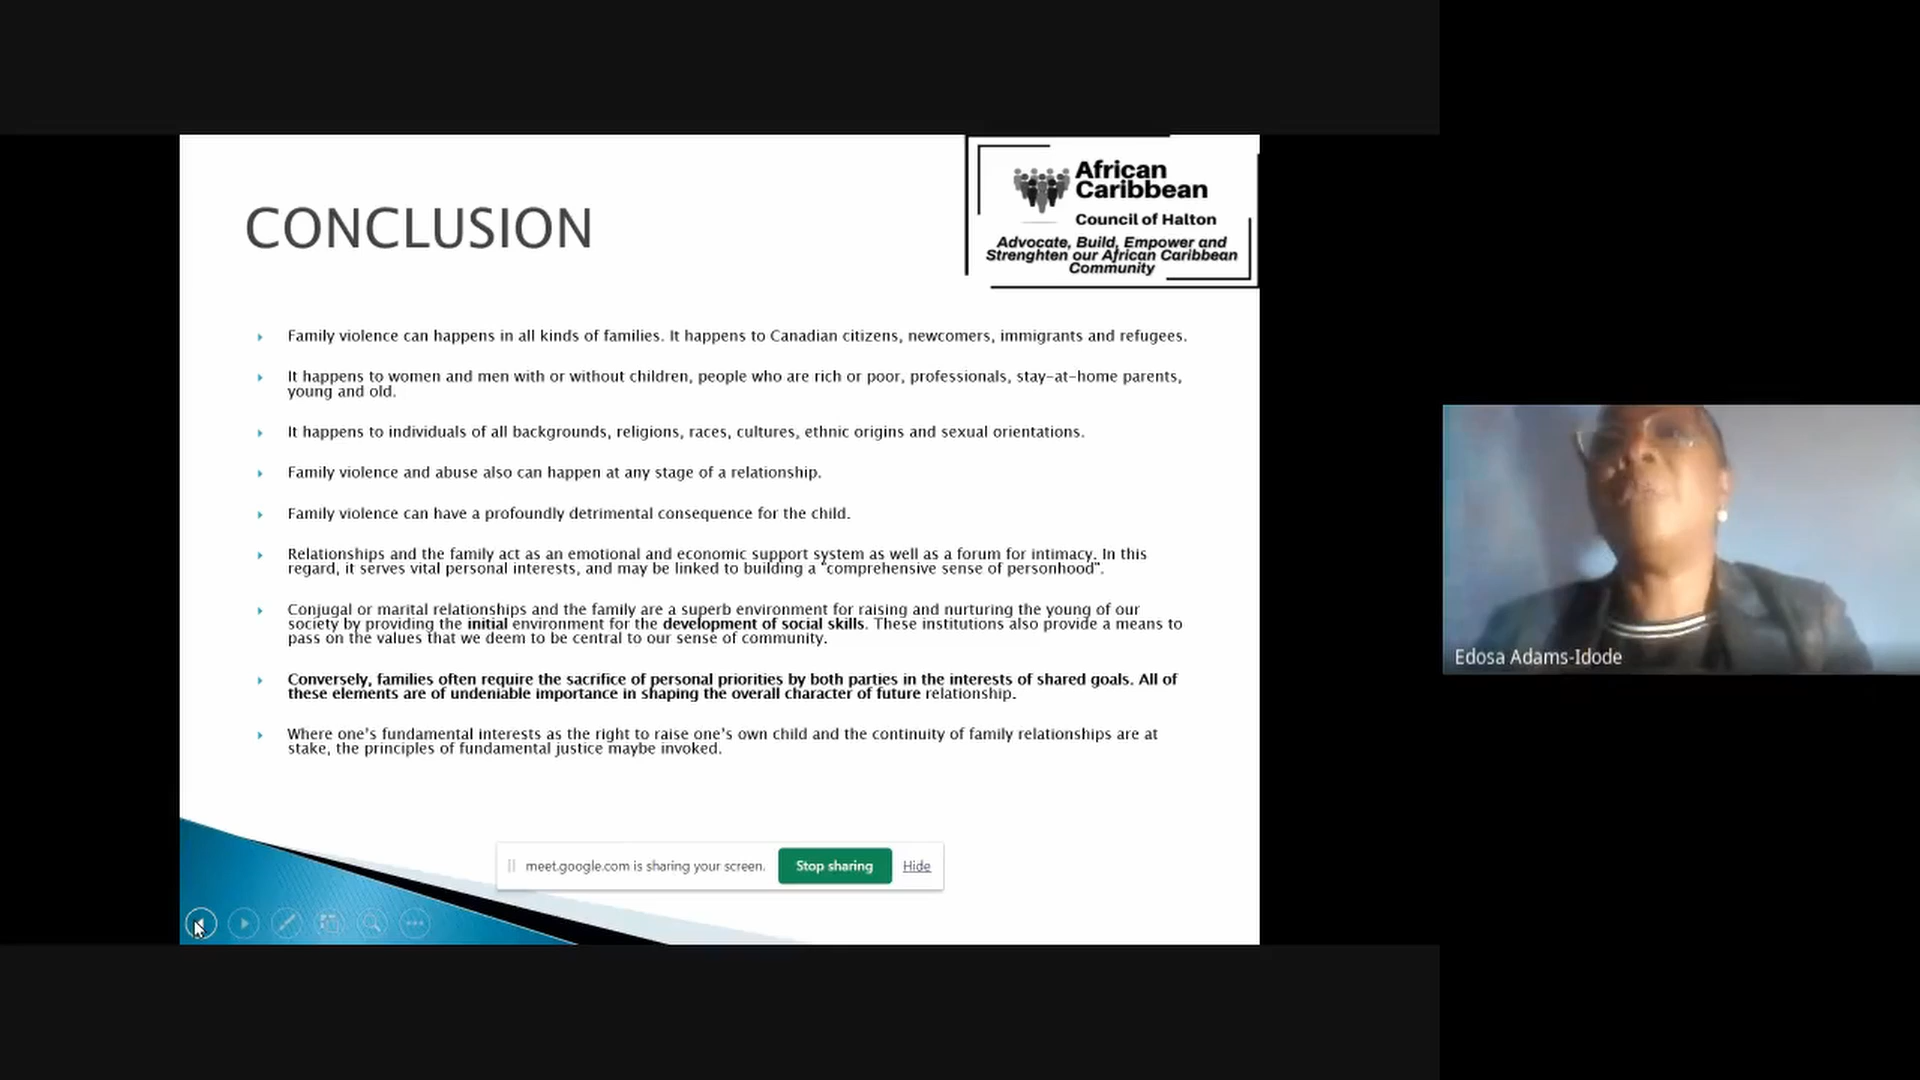 African
Caribbean
Council of Halton
Advocate, Build, Empower and
Strenghten our African Caribbean
Community
CONCLUSION
Family violence can happens in all kinds of families. It happens to Canadian citizens, newcomers, immigrants and refugees.
It happens to women and men with or without children, people who are rich or poor, professionals, stay-at-home parents,
young and old.
It happens to individuals of all backgrounds, religions, races, cultures, ethnic origins and sexual orientations.
Family violence and abuse also can happen at any stage of a relationship.
Family violence can have a profoundly detrimental consequence for the child.
Relationships and the family act as an emotional and economic support system as well as a forum for intimacy. In this
regard, it serves vital personal interests, and may be linked to building a "comprehensive sense of personhood".
Conjugal or marital relationships and the family are a superb environment for raising and nurturing the young of our
society by providing the initial environment for the development of social skills. These institutions also provide a means to
pass on the values that we deem to be central to our sense of community.
Conversely, families often require the sacrifice of personal priorities by both parties in the interests of shared goals. All of
these elements are of undeniable importance in shaping the overall character of future relationship.
Where one's fundamental interests as the right to raise one's own child and the continuity of family relationships are at
stake, the principles of fundamental justice maybe invoked.
meet.google.com is sharing your screen. Stop sharing Hide
Edosa Adams-Idode